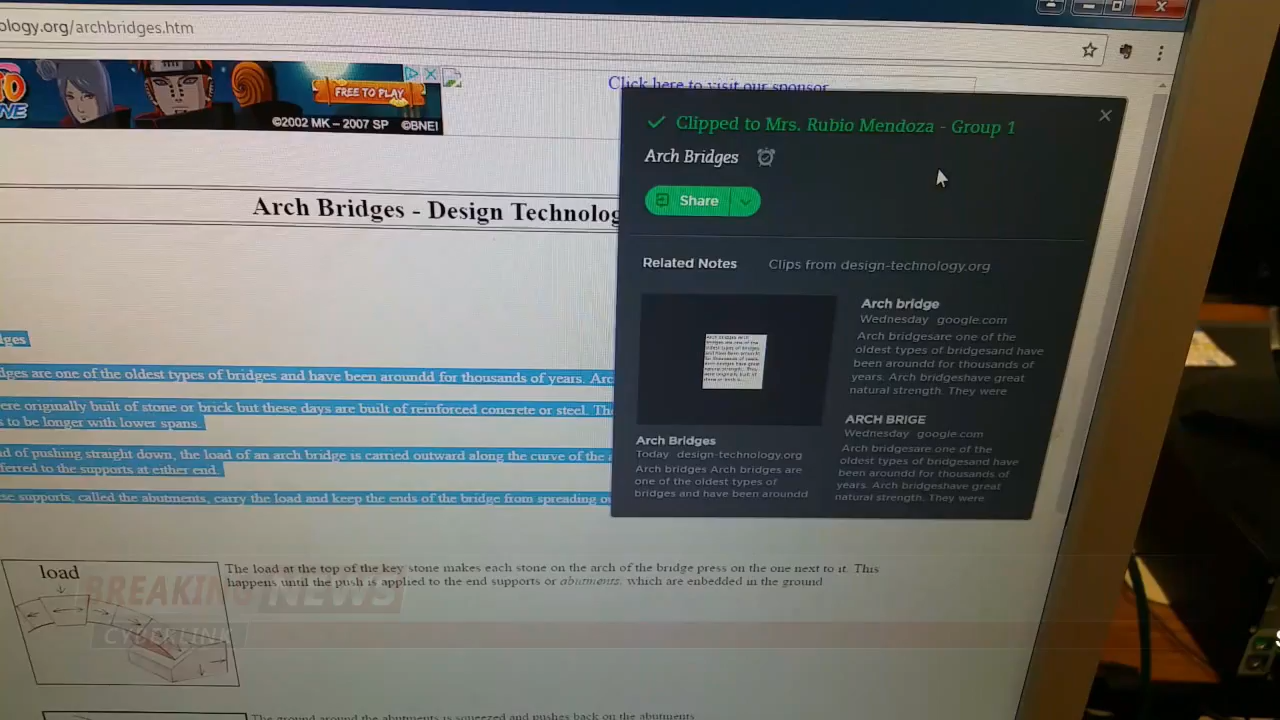 ology.org/archbridges.htm
NE
FREE TO PLAY
©2002 MK – 2007 SP ©BNEI
Click here to visit our sponsor
Clipped to Mrs. Rubio Mendoza - Group 1
Arch Bridges
Share
Arch Bridges - Design Technolog
Related Notes
Clips from design-technology.org
Arch bridge
Wednesday google.com
Arch bridgesare one of the
oldest types of bridgesand have
been aroundd for thousands of
years. Arch bridgeshave great
natural strength. They were
ARCH BRIGE
Wednesday google.com
Arch bridgesare one of the
oldest types of bridgesand have
been aroundd for thousands of
years. Arch bridgeshave great
natural strength. They were
Arch Bridges
Today design-technology.org
Arch bridges Arch bridges are
one of the oldest types of
bridges and have been aroundd
dges
dges are one of the oldest types of bridges and have been aroundd for thousands of years. Arc
ere originally built of stone or brick but these days are built of reinforced concrete or steel. Th
s to be longer with lower spans.
d of pushing straight down, the load of an arch bridge is carried outward along the curve of the a
ferred to the supports at either end.
se supports, called the abutments, carry the load and keep the ends of the bridge from spreading o
load
The load at the top of the key stone makes each stone on the arch of the bridge press on the one next to it. This
happens until the push is applied to the end supports or abutments, which are enbedded in the ground
BREAKING NEWS
CYBERLINK
The ground around the abutments is squeezed and pushes back on the abutments